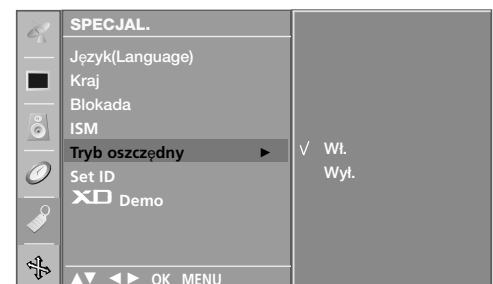 SPECJAL.
Język(Language)
Kraj
Blokada
ISM
Tryb oszczędny ►
√ Wł.
Wył.
Set ID
XD Demo
▲▼ ◄► OK MENU